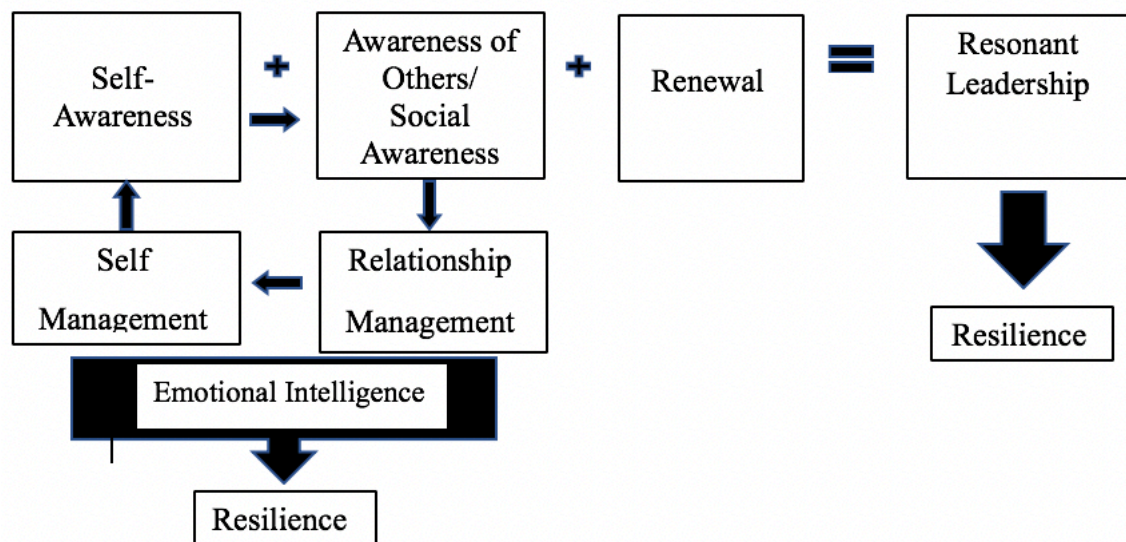 Self-
Awareness
+
Awareness of
Others/
Social
Awareness
+
Renewal
=
Resonant
Leadership
Self
Management
Relationship
Management
Resilience
Emotional Intelligence
Resilience